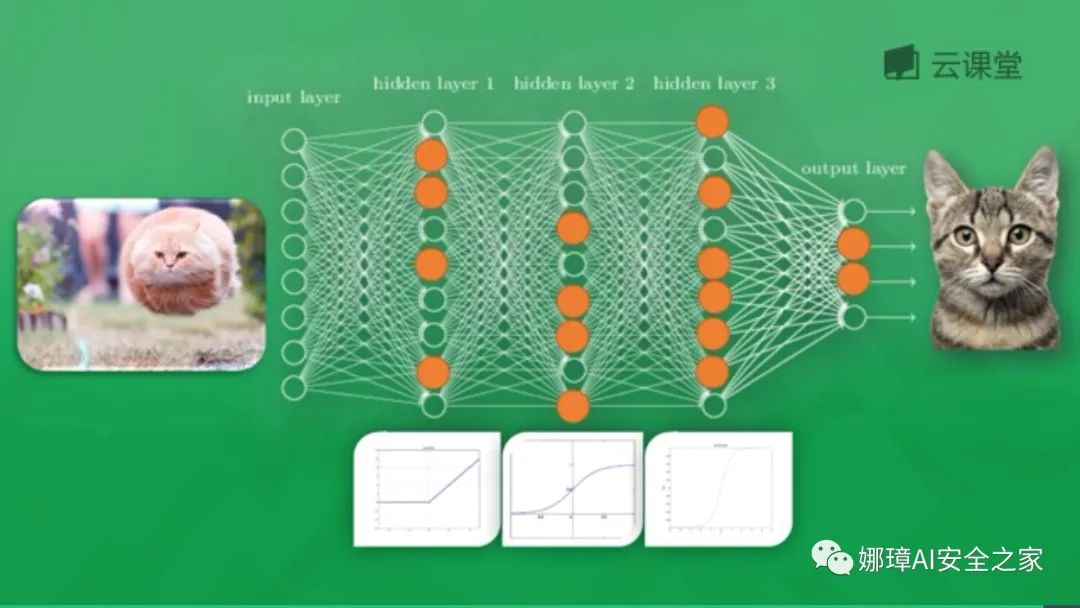 云课堂
hidden layer 1 hidden layer 2 hidden layer 3
input layer
output layer
娜璋AI安全之家